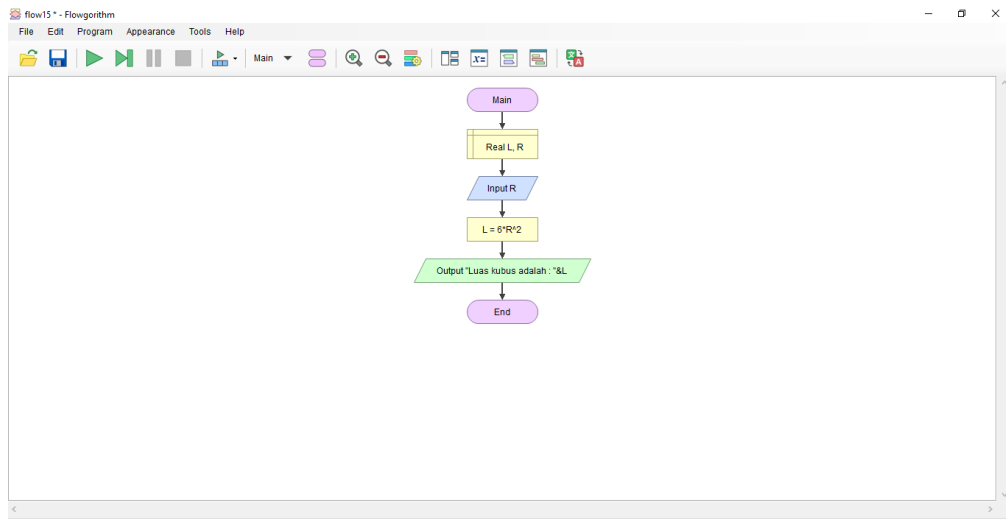 flow15 * - Flowgorithm
File Edit Program Appearance Tools Help
Main
Main
Real L, R
Input R
L = 6*R^2
Output "Luas kubus adalah : "&L
End